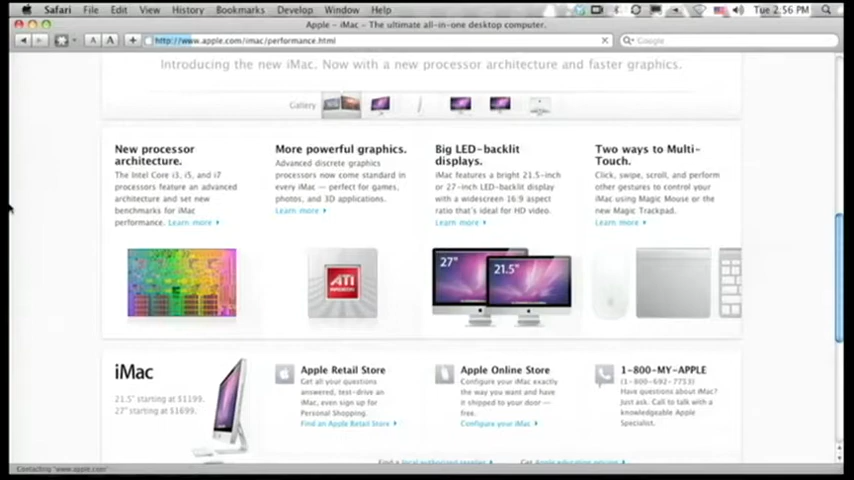 Safari File Edit View History Bookmarks Develop Window Help Tue 2:56 PM
Apple – iMac – The ultimate all-in-one desktop computer.
A A + http://www.apple.com/imac/performance.html Google
Introducing the new iMac. Now with a new processor architecture and faster graphics.
Gallery
New processor
architecture.
The Intel Core i3, i5, and i7
processors feature an advanced
architecture and set new
benchmarks for iMac
performance. Learn more
More powerful graphics.
Advanced discrete graphics
processors now come standard in
every iMac — perfect for games,
photos, and 3D applications.
Learn more
Big LED-backlit
displays.
iMac features a bright 21.5-inch
or 27-inch LED-backlit display
with a widescreen 16:9 aspect
ratio that's ideal for HD video.
Learn more
Two ways to Multi-
Touch.
Click, swipe, scroll, and perform
other gestures to control your
iMac using Magic Mouse or the
new Magic Trackpad.
Learn more
ATI
RADEON
27"
21.5"
iMac
21.5" starting at $1199.
27" starting at $1699.
Apple Retail Store
Get all your questions
answered, test-drive an
iMac, even sign up for
Personal Shopping.
Find an Apple Retail Store
Apple Online Store
Configure your iMac exactly
the way you want and have
it shipped to your door —
free.
Configure your iMac
1-800-MY-APPLE
(1-800-692-7753)
Have questions about iMac?
Just ask. Call to talk with a
knowledgeable Apple
Specialist.
Find a local authorized reseller
Get Apple education pricing
Contacting "www.apple.com"